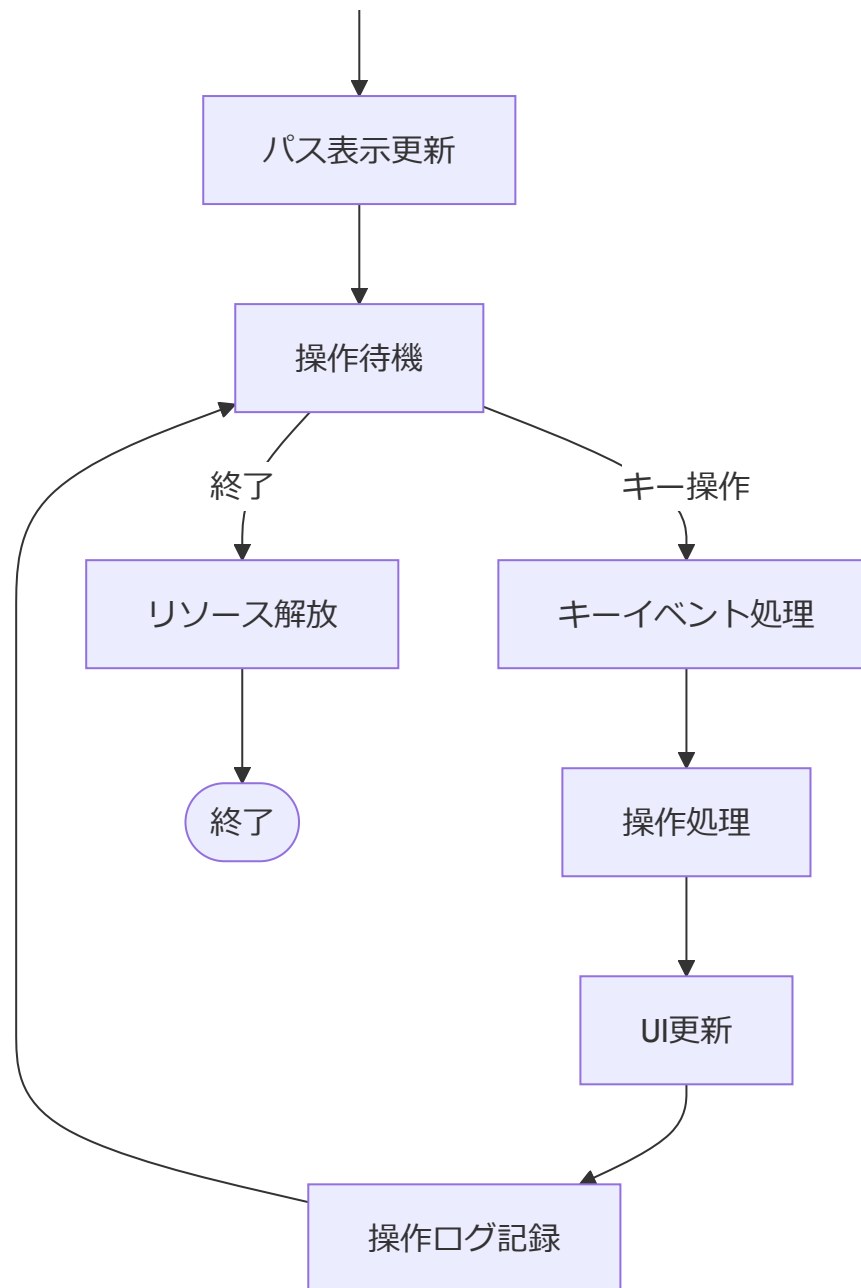 パス表示更新
操作待機
終了
キー操作
リソース解放
キーイベント処理
終了
操作処理
UI更新
操作ログ記録